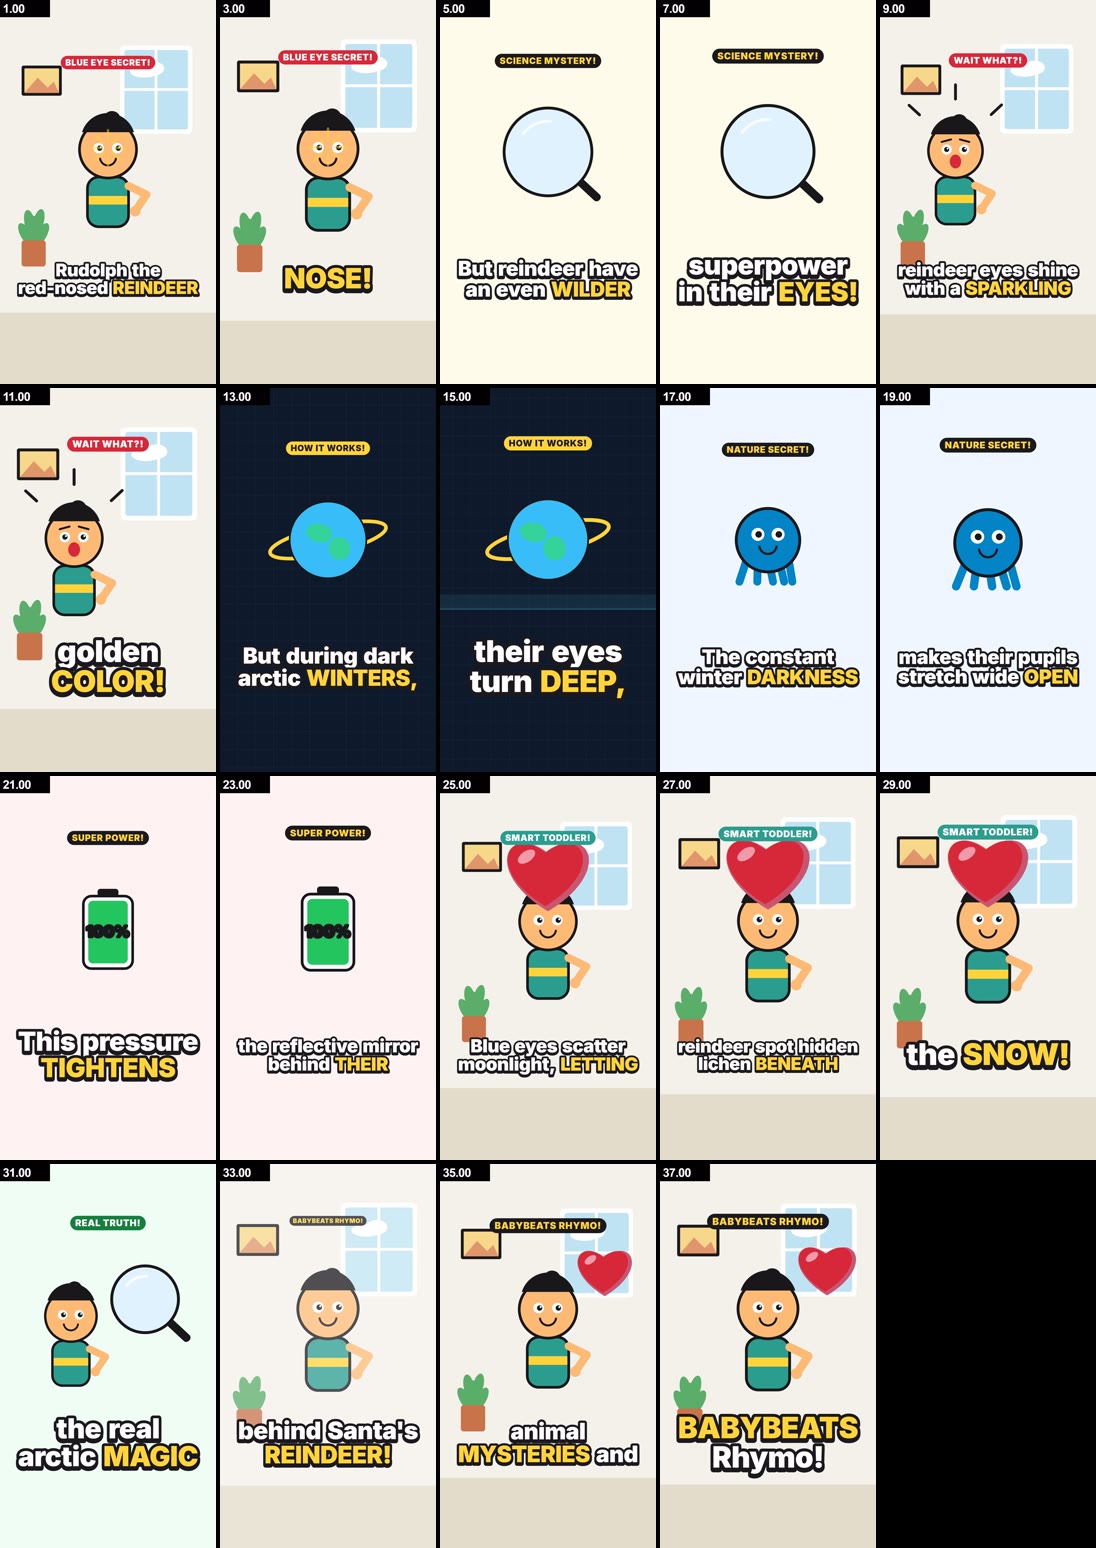 1.00
BLUE EYE SECRET!
Rudolph the
red-nosed REINDEER
3.00
BLUE EYE SECRET!
NOSE!
5.00
SCIENCE MYSTERY!
But reindeer have
an even WILDER
7.00
SCIENCE MYSTERY!
superpower
in their EYES!
9.00
WAIT WHAT?!
reindeer eyes shine
with a SPARKLING
11.00
WAIT WHAT?!
golden
COLOR!
13.00
HOW IT WORKS!
But during dark
arctic WINTERS,
15.00
HOW IT WORKS!
their eyes
turn DEEP,
17.00
NATURE SECRET!
The constant
winter DARKNESS
19.00
NATURE SECRET!
makes their pupils
stretch wide OPEN
21.00
SUPER POWER!
100%
This pressure
TIGHTENS
23.00
SUPER POWER!
100%
the reflective mirror
behind THEIR
25.00
SMART TODDLER!
Blue eyes scatter
moonlight, LETTING
27.00
SMART TODDLER!
reindeer spot hidden
lichen BENEATH
29.00
SMART TODDLER!
the SNOW!
31.00
REAL TRUTH!
the real
arctic MAGIC
33.00
BABYBEATS RHYMO!
behind Santa's
REINDEER!
35.00
BABYBEATS RHYMO!
animal
MYSTERIES and
37.00
BABYBEATS RHYMO!
BABYBEATS
Rhymo!